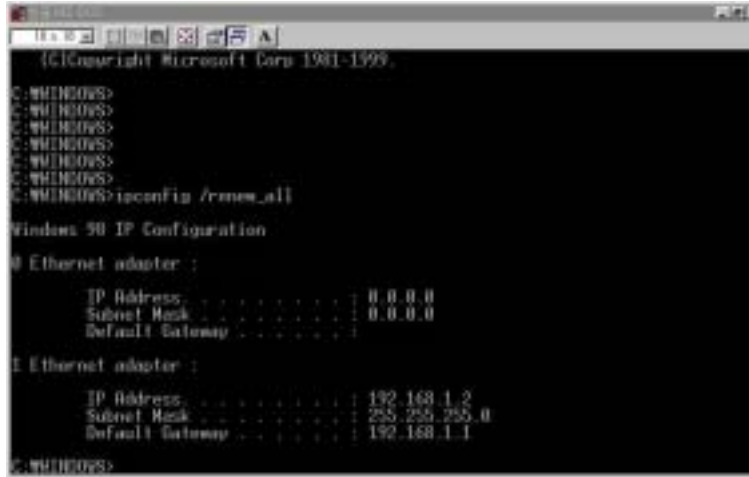 (C)Copyright Microsoft Corp 1981-1999.
C:₩WINDOWS>
C:₩WINDOWS>
C:₩WINDOWS>
C:₩WINDOWS>
C:₩WINDOWS>
C:₩WINDOWS>
C:₩WINDOWS>ipconfig /renew_all
Windows 98 IP Configuration
0 Ethernet adapter :
IP Address. . . . . . . . . : 0.0.0.0
Subnet Mask . . . . . . . . : 0.0.0.0
Default Gateway . . . . . . :
1 Ethernet adapter :
IP Address. . . . . . . . . : 192.168.1.2
Subnet Mask . . . . . . . . : 255.255.255.0
Default Gateway . . . . . . : 192.168.1.1
C:₩WINDOWS>